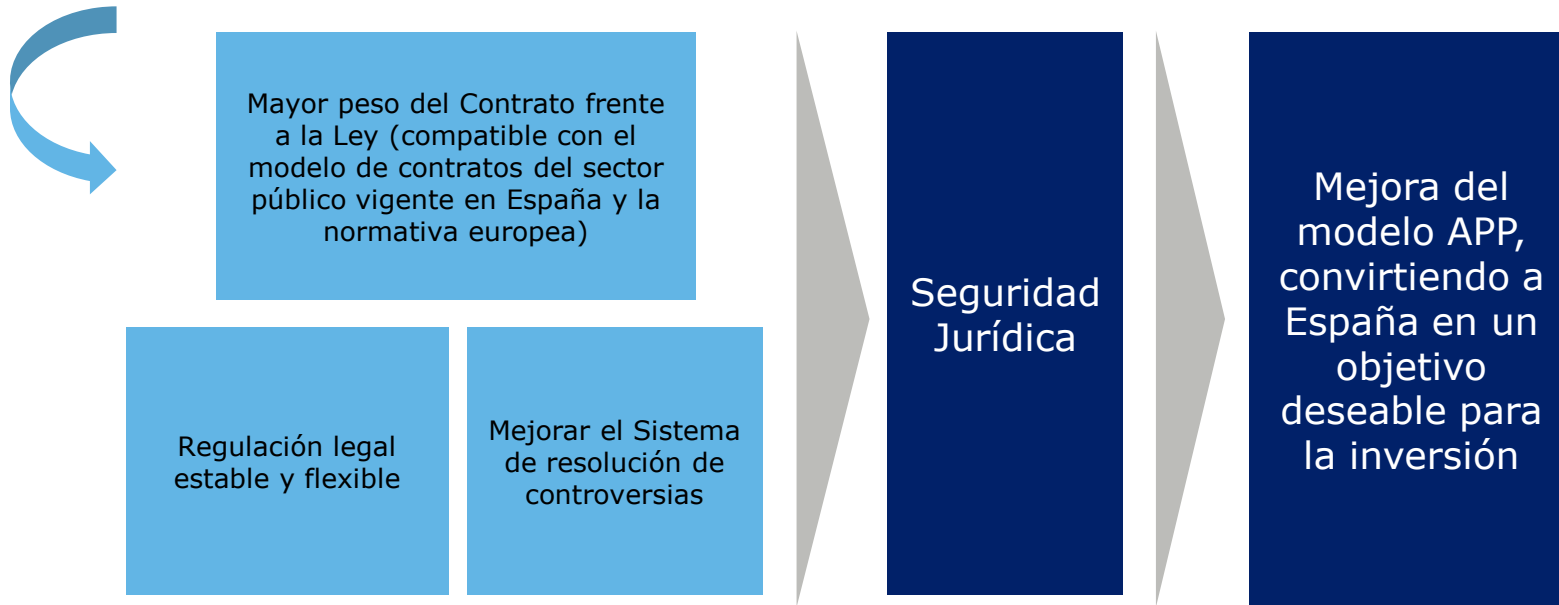 Mayor peso del Contrato frente
a la Ley (compatible con el
modelo de contratos del sector
público vigente en España y la
normativa europea)
Regulación legal
estable y flexible
Mejorar el Sistema
de resolución de
controversias
Seguridad
Jurídica
Mejora del
modelo APP,
convirtiendo a
España en un
objetivo
deseable para
la inversión